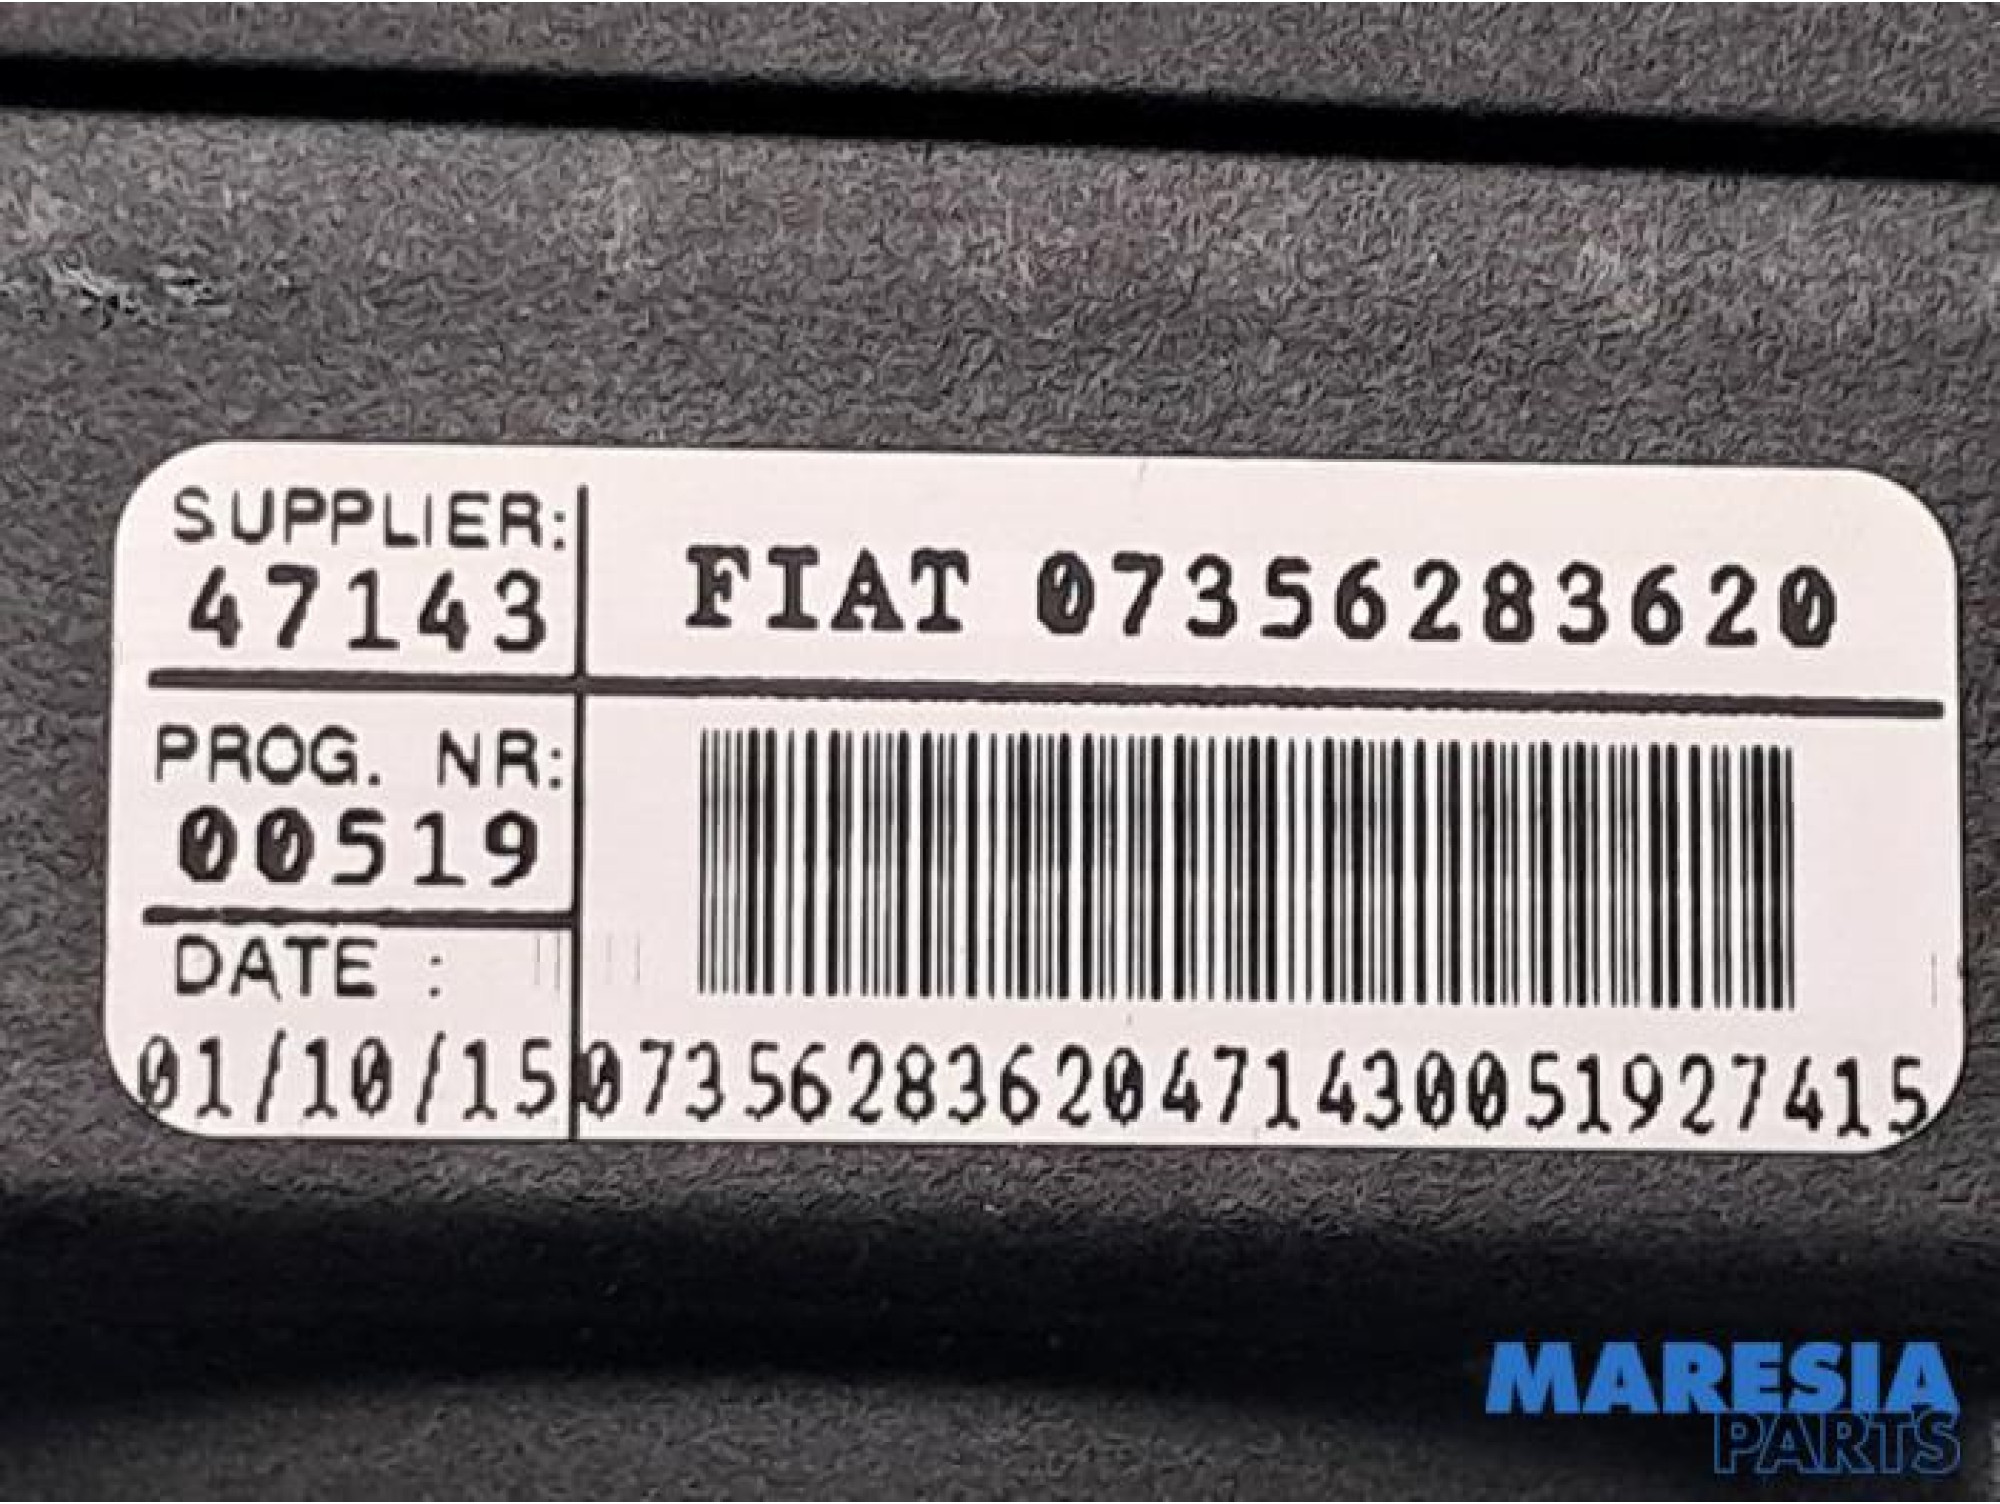 SUPPLIER:
47143
FIAT 07356283620
PROG. NR:
00519
DATE :
01/10/15
07356283620471430051927415
MARESIA
PARTS